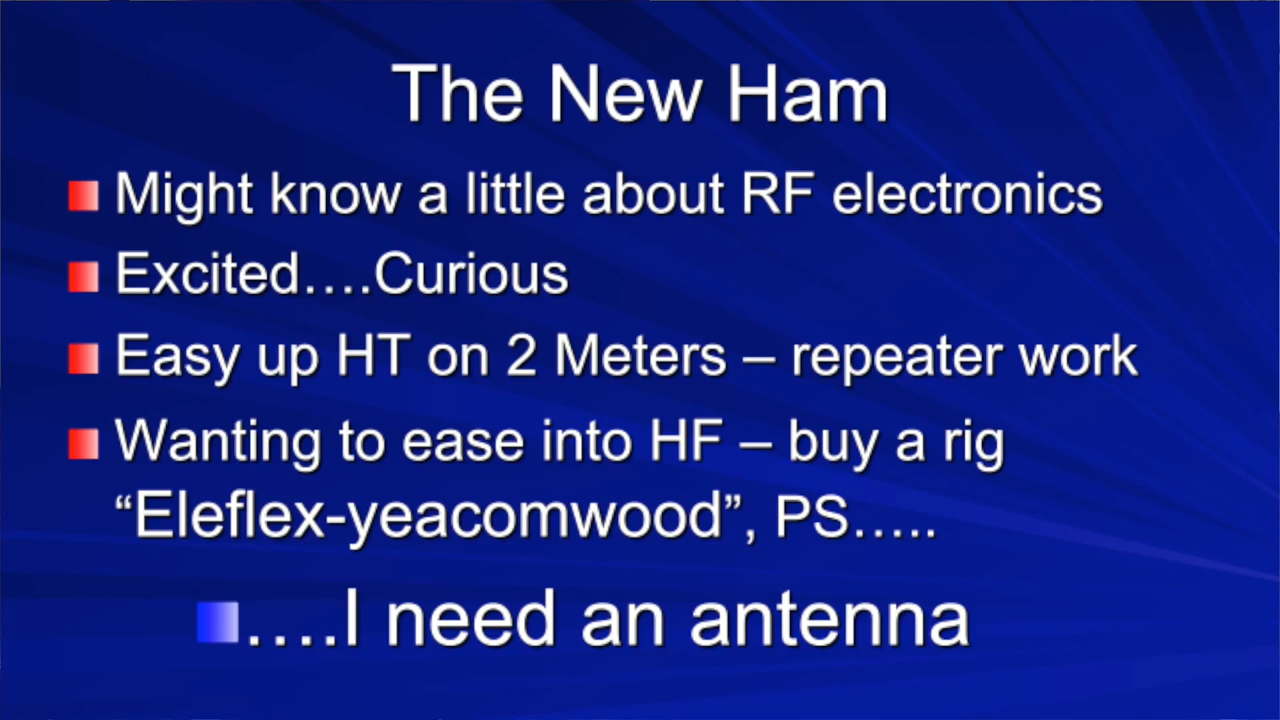 The New Ham
Might know a little about RF electronics
Excited….Curious
Easy up HT on 2 Meters – repeater work
Wanting to ease into HF – buy a rig
“Eleflex-yeacomwood”, PS…..
….I need an antenna